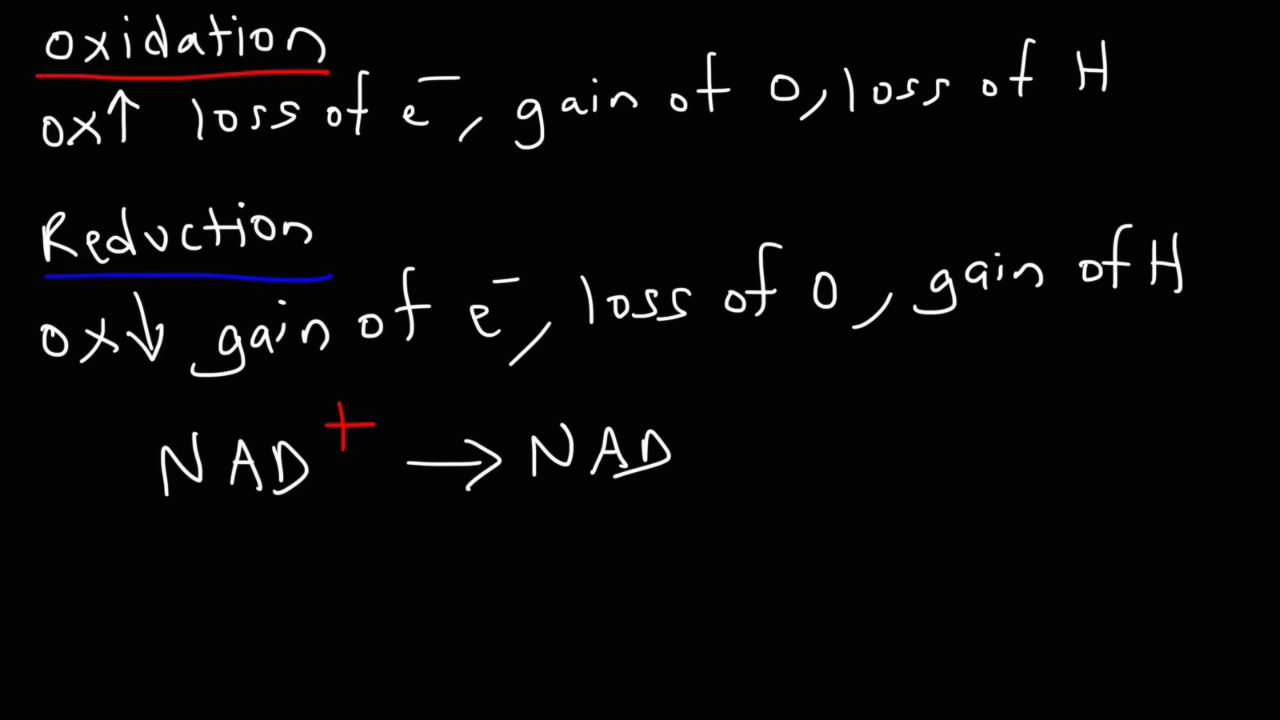 Oxidation
OX↑ loss of e⁻, gain of O, loss of H
Reduction
OX↓ gain of e⁻, loss of O, gain of H
NAD⁺ → NAD